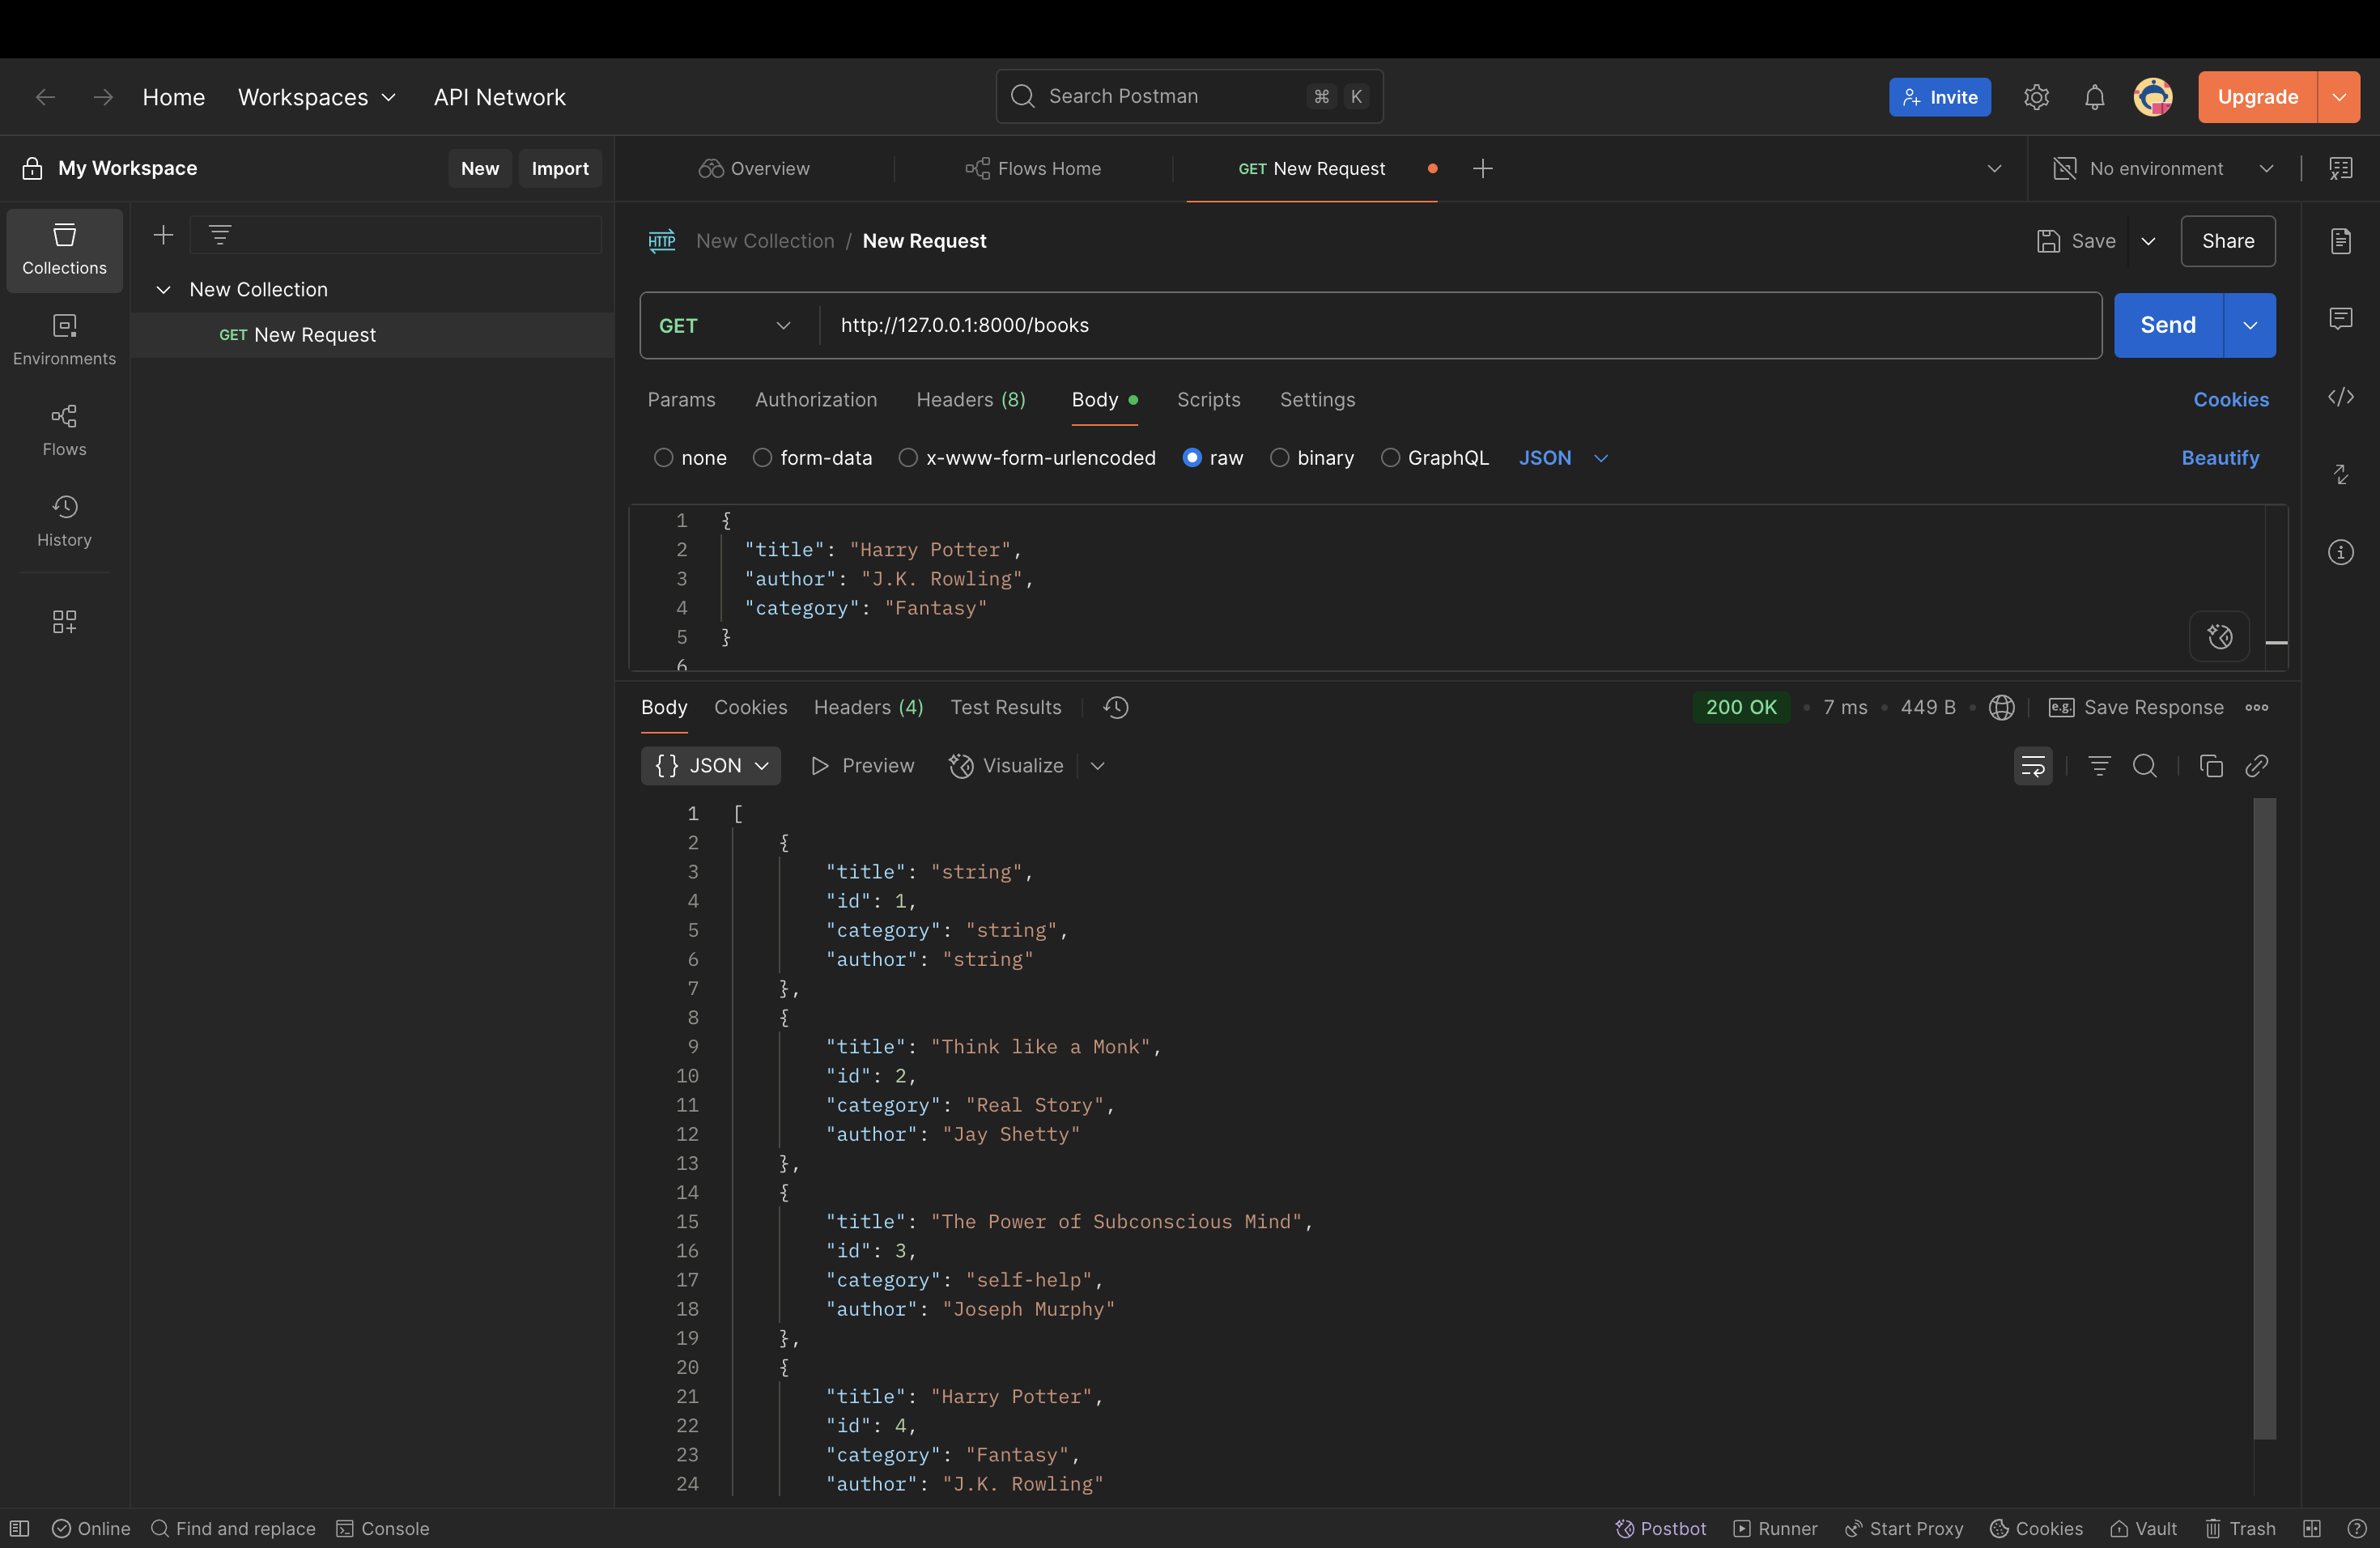 Home Workspaces API Network
Search Postman ⌘ K
Invite
Upgrade
My Workspace
New Import
Overview
Flows Home
GET New Request
No environment
Collections
Environments
Flows
History
New Collection
GET New Request
HTTP New Collection / New Request
Save
Share
GET http://127.0.0.1:8000/books
Send
Params Authorization Headers (8) Body Scripts Settings
Cookies
none form-data x-www-form-urlencoded raw binary GraphQL JSON
Beautify
1 {
2 "title": "Harry Potter",
3 "author": "J.K. Rowling",
4 "category": "Fantasy"
5 }
6
Body Cookies Headers (4) Test Results
200 OK • 7 ms • 449 B • e.g. Save Response
{} JSON Preview Visualize
1 [
2 {
3 "title": "string",
4 "id": 1,
5 "category": "string",
6 "author": "string"
7 },
8 {
9 "title": "Think like a Monk",
10 "id": 2,
11 "category": "Real Story",
12 "author": "Jay Shetty"
13 },
14 {
15 "title": "The Power of Subconscious Mind",
16 "id": 3,
17 "category": "self-help",
18 "author": "Joseph Murphy"
19 },
20 {
21 "title": "Harry Potter",
22 "id": 4,
23 "category": "Fantasy",
24 "author": "J.K. Rowling"
Online Find and replace Console
Postbot Runner Start Proxy Cookies Vault Trash